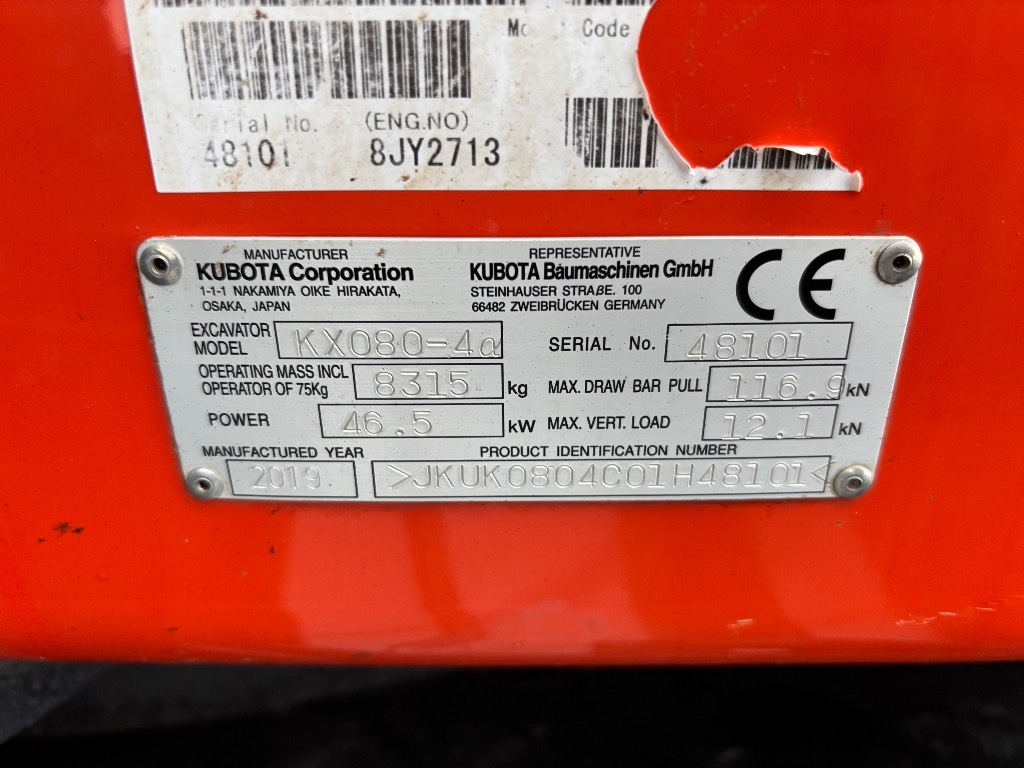 Code
Serial No. (ENG.NO)
48101 8JY2713
MANUFACTURER
KUBOTA Corporation
1-1-1 NAKAMIYA OIKE HIRAKATA,
OSAKA, JAPAN
REPRESENTATIVE
KUBOTA Baumaschinen GmbH
STEINHAUSER STRAßE. 100
66482 ZWEIBRÜCKEN GERMANY
CE
EXCAVATOR
MODEL KX080-4α
SERIAL No. 48101
OPERATING MASS INCL
OPERATOR OF 75Kg 8315 kg
MAX. DRAW BAR PULL 116.9 kN
POWER 46.5 kW
MAX. VERT. LOAD 12.1 kN
MANUFACTURED YEAR
2019
PRODUCT IDENTIFICATION NUMBER
>JKUK0804C01H48101<